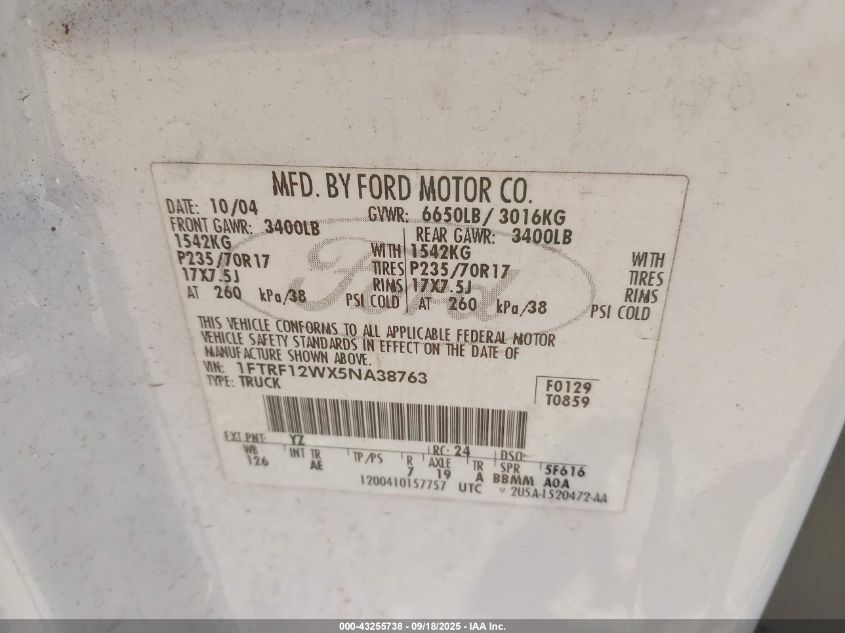 MFD. BY FORD MOTOR CO.
DATE: 10/04 GVWR: 6650LB/ 3016KG
FRONT GAWR: 3400LB REAR GAWR: 3400LB
1542KG WITH 1542KG WITH
P235/70R17 TIRES P235/70R17 TIRES
17X7.5J RIMS 17X7.5J RIMS
AT 260 kPa/38 PSI COLD AT 260 kPa/38 PSI COLD
THIS VEHICLE CONFORMS TO ALL APPLICABLE FEDERAL MOTOR
VEHICLE SAFETY STANDARDS IN EFFECT ON THE DATE OF
MANUFACTURE SHOWN ABOVE.
VIN: 1FTRF12WX5NA38763
TYPE: TRUCK
F0129
T0859
EXT PNT: YZ RC: 24 DSO:
WB INT TR TP/PS R AXLE TR SPR 5F616
126 AE 7 19 A BBMM A0A
1200410157757 UTC 2USA-1520472-AA
Ford
000-43255738 - 09/18/2025 - IAA Inc.